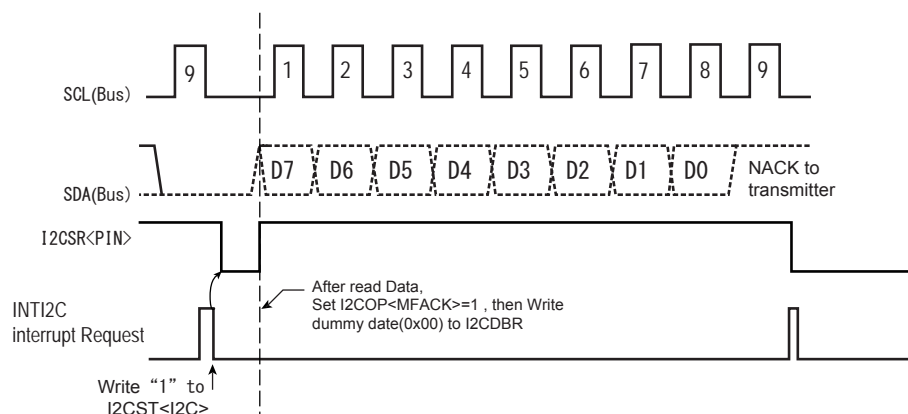 9 1 2 3 4 5 6 7 8 9
SCL(Bus)
D7 D6 D5 D4 D3 D2 D1 D0
NACK to
transmitter
SDA(Bus)
I2CSR<PIN>
After read Data,
Set I2COP<MFACK>=1 , then Write
dummy date(0x00) to I2CDBR
INTI2C
interrupt Request
Write “1” to
I2CST<I2C>